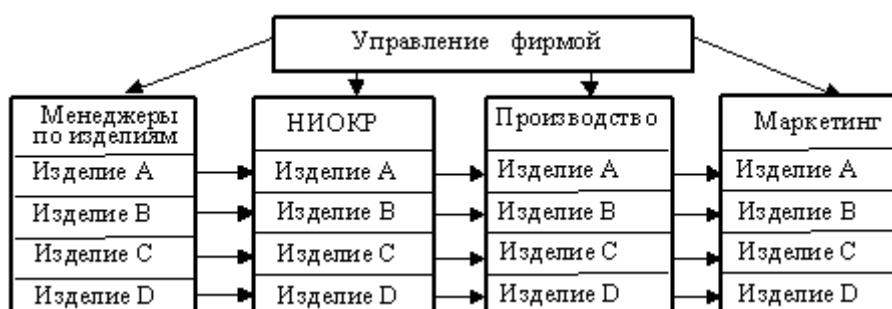 Управление фирмой
Менеджеры
по изделиям
НИОКР
Производство
Маркетинг
Изделие A
Изделие A
Изделие A
Изделие A
Изделие B
Изделие B
Изделие B
Изделие B
Изделие C
Изделие C
Изделие C
Изделие C
Изделие D
Изделие D
Изделие D
Изделие D